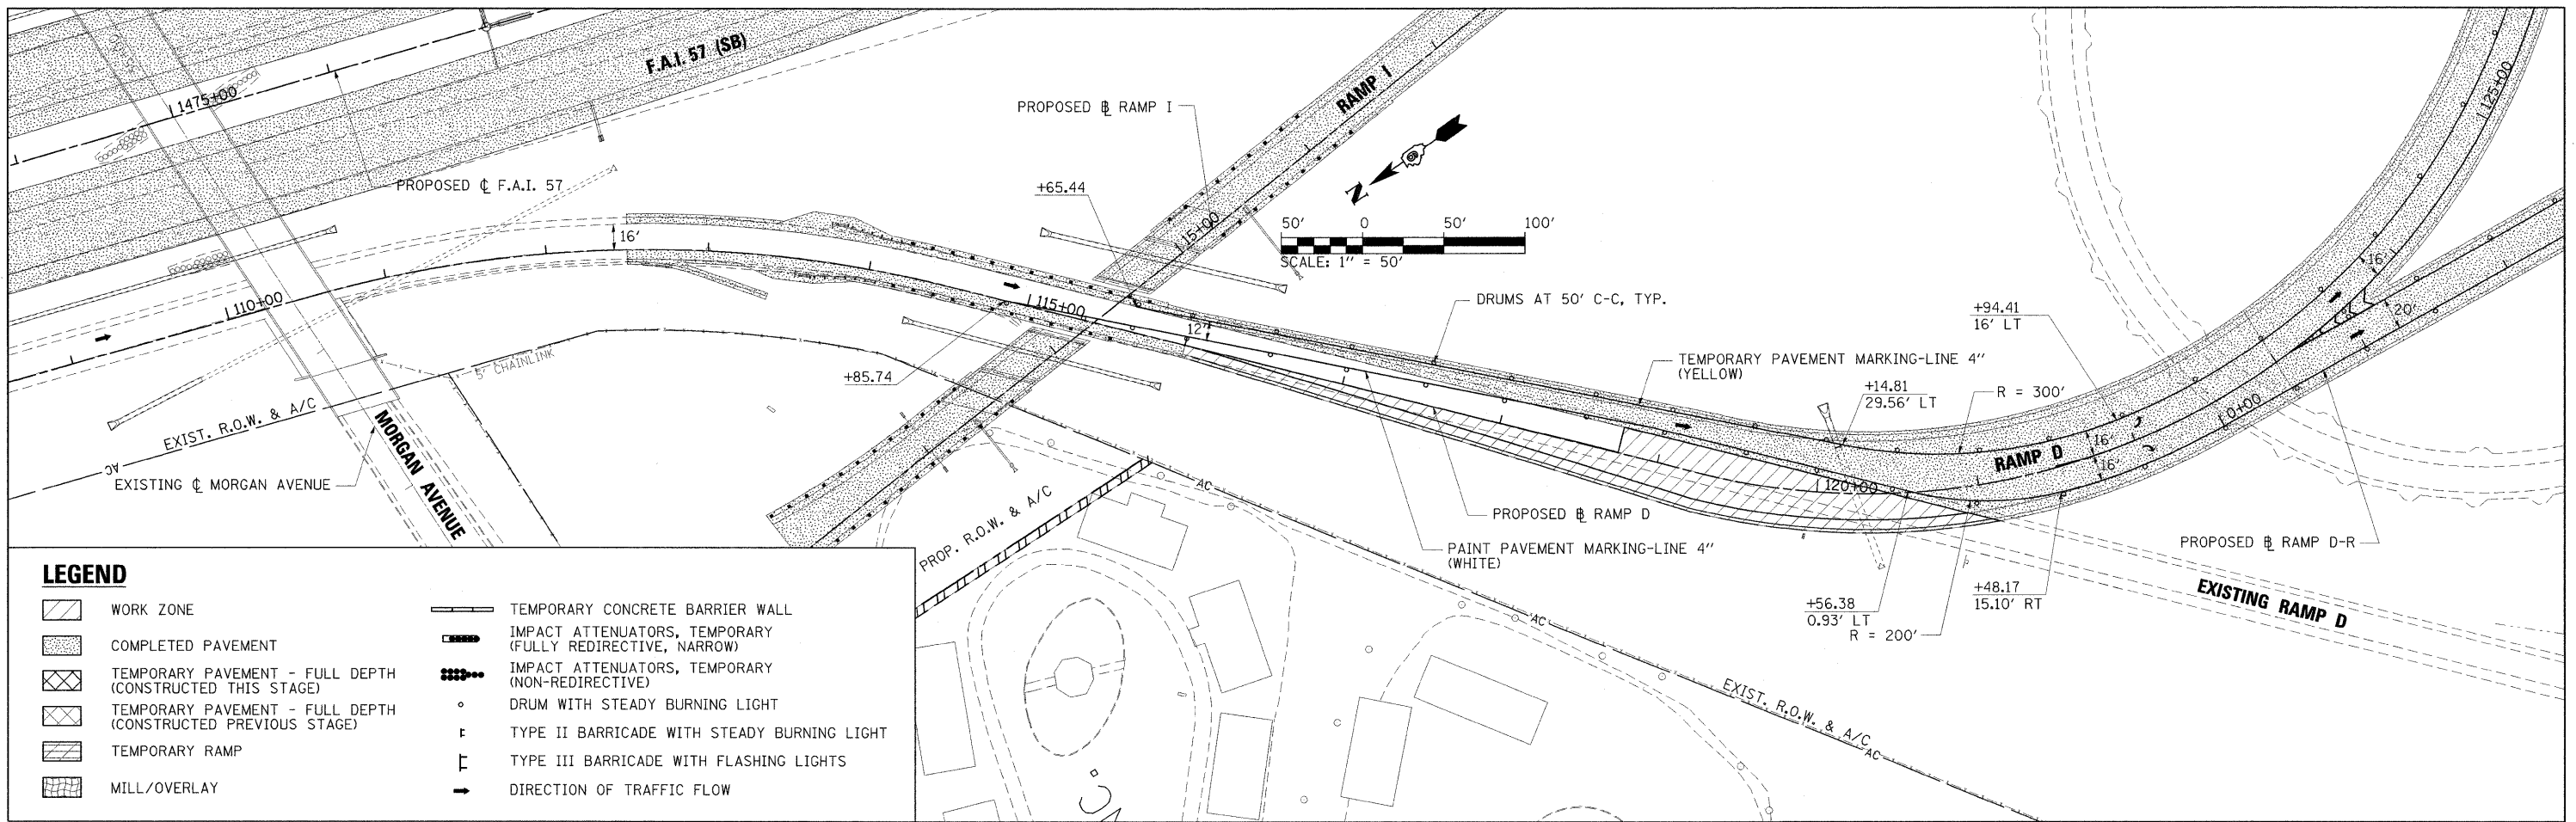 F.A.I. 57 (SB)
1475+00
PROPOSED ℄ F.A.I. 57
110+00
16'
EXIST. R.O.W. & A/C
AC
5' CHAINLINK
EXISTING ℄ MORGAN AVENUE
MORGAN AVENUE
RAMP I
PROPOSED ⅊ RAMP I
+65.44
15+00
115+00
+85.74
12'
N
50' 0 50' 100'
SCALE: 1" = 50'
DRUMS AT 50' C-C, TYP.
TEMPORARY PAVEMENT MARKING-LINE 4"
(YELLOW)
+94.41
16' LT
+14.81
29.56' LT
R = 300'
125+00
16'
20'
0+00
16'
16'
RAMP D
120+00
PROPOSED ⅊ RAMP D
PAINT PAVEMENT MARKING-LINE 4"
(WHITE)
+56.38
0.93' LT
R = 200'
+48.17
15.10' RT
PROPOSED ⅊ RAMP D-R
EXISTING RAMP D
PROP. R.O.W. & A/C
AC
AC
EXIST. R.O.W. & A/C
AC
LEGEND
WORK ZONE
COMPLETED PAVEMENT
TEMPORARY PAVEMENT - FULL DEPTH
(CONSTRUCTED THIS STAGE)
TEMPORARY PAVEMENT - FULL DEPTH
(CONSTRUCTED PREVIOUS STAGE)
TEMPORARY RAMP
MILL/OVERLAY
TEMPORARY CONCRETE BARRIER WALL
IMPACT ATTENUATORS, TEMPORARY
(FULLY REDIRECTIVE, NARROW)
IMPACT ATTENUATORS, TEMPORARY
(NON-REDIRECTIVE)
DRUM WITH STEADY BURNING LIGHT
TYPE II BARRICADE WITH STEADY BURNING LIGHT
TYPE III BARRICADE WITH FLASHING LIGHTS
DIRECTION OF TRAFFIC FLOW